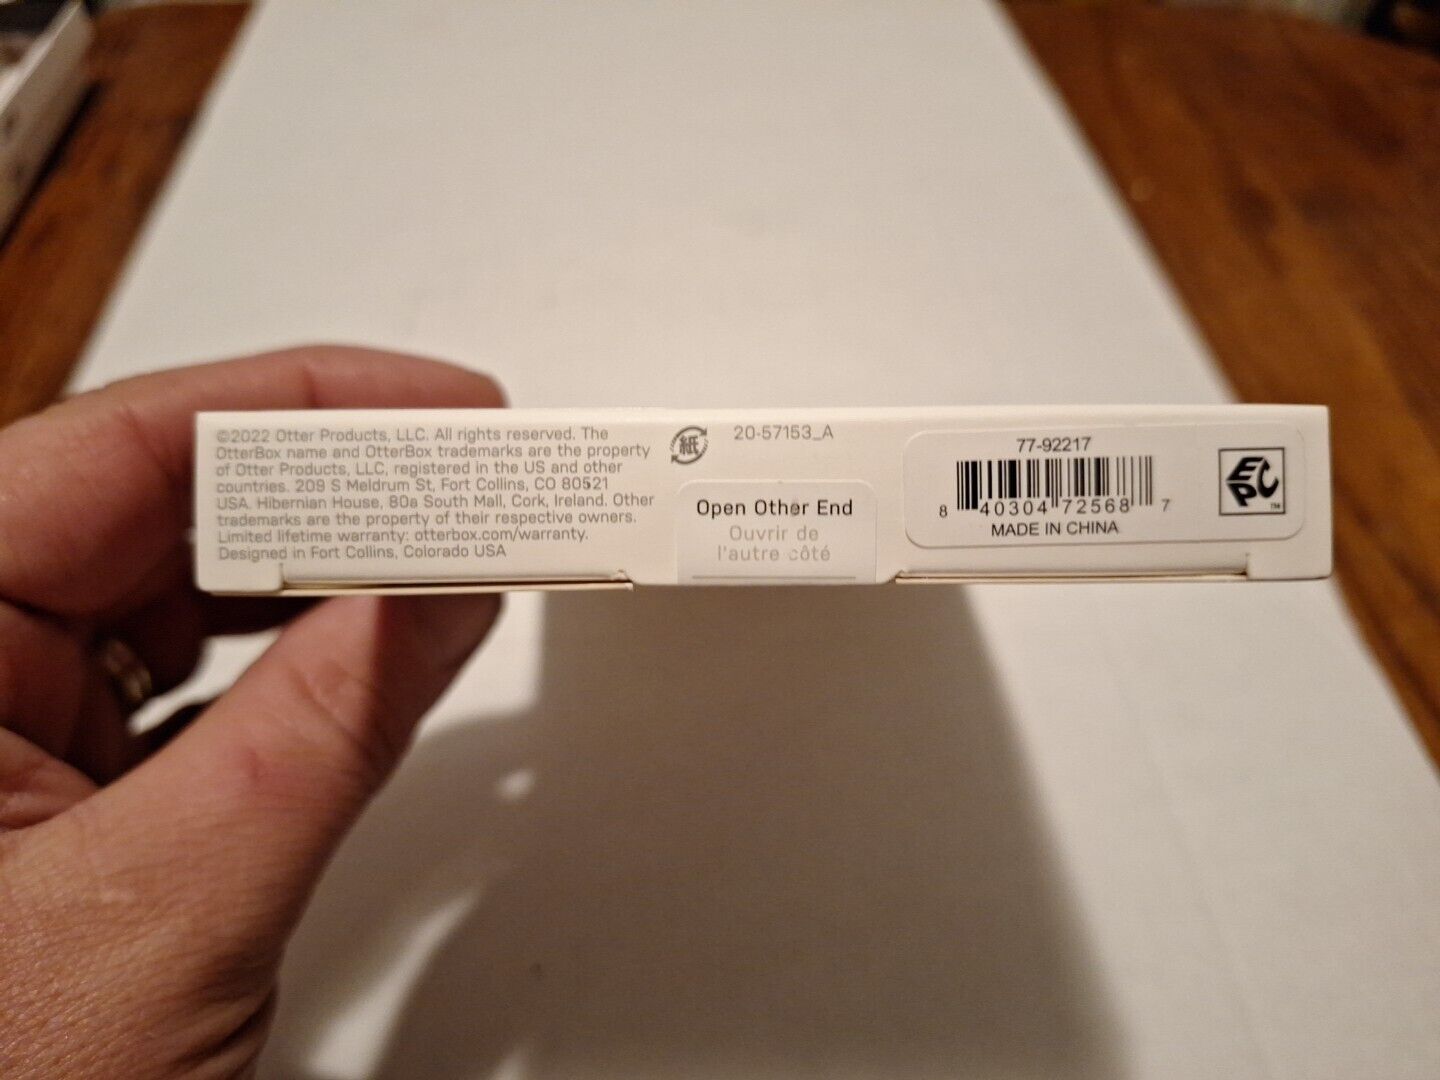 ©2022 Otter Products, LLC. All rights reserved. The
OtterBox name and OtterBox trademarks are the property
of Otter Products, LLC, registered in the US and other
countries. 209 S Meldrum St, Fort Collins, CO 80521
USA. Hibernian House, 80a South Mall, Cork, Ireland. Other
trademarks are the property of their respective owners.
Limited lifetime warranty: otterbox.com/warranty.
Designed in Fort Collins, Colorado USA
紙
20-57153_A
Open Other End
Ouvrir de
l'autre côté
77-92217
8 40304 72568 7
MADE IN CHINA
EPC™